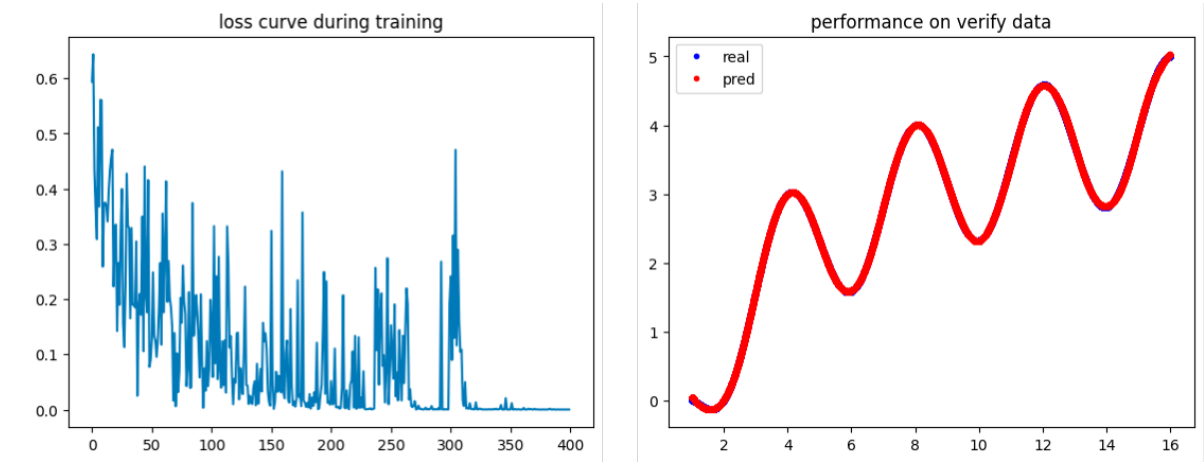 loss curve during training
0.6
0.5
0.4
0.3
0.2
0.1
0.0
0 50 100 150 200 250 300 350 400
performance on verify data
real
pred
5
4
3
2
1
0
2 4 6 8 10 12 14 16